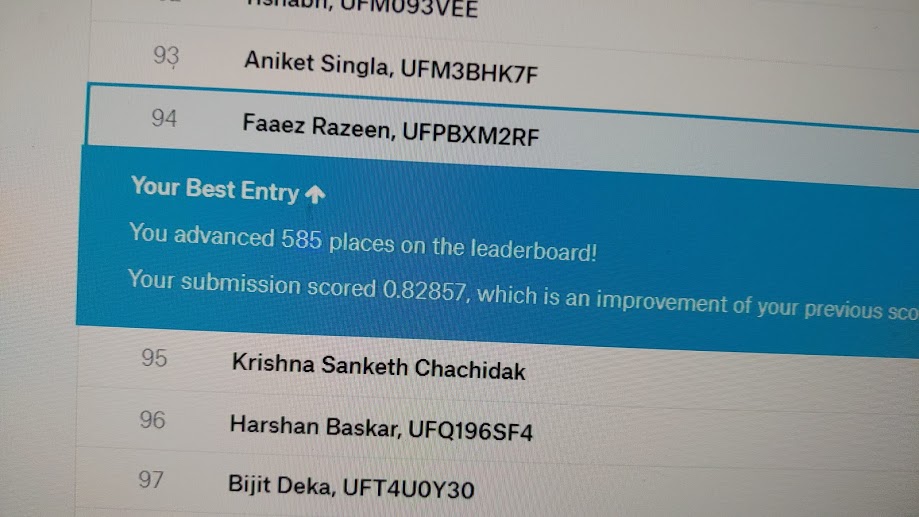 UFM093VEE
93
Aniket Singla, UFM3BHK7F
94
Faaez Razeen, UFPBXM2RF
Your Best Entry ↑
You advanced 585 places on the leaderboard!
Your submission scored 0.82857, which is an improvement of your previous sco
95
Krishna Sanketh Chachidak
96
Harshan Baskar, UFQ196SF4
97
Bijit Deka, UFT4U0Y30